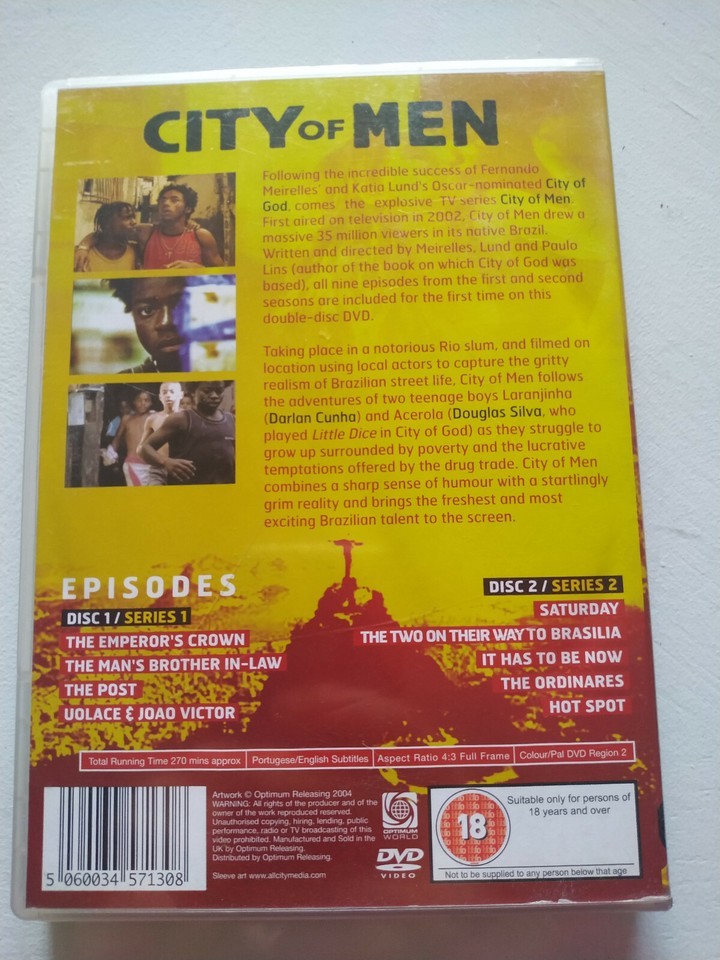 CITY OF MEN
Following the incredible success of Fernando
Meirelles' and Katia Lund's Oscar-nominated City of
God, comes the explosive TV series City of Men.
First aired on television in 2002, City of Men drew a
massive 35 million viewers in its native Brazil.
Written and directed by Meirelles, Lund and Paulo
Lins (author of the book on which City of God was
based), all nine episodes from the first and second
seasons are included for the first time on this
double-disc DVD.
Taking place in a notorious Rio slum, and filmed on
location using local actors to capture the gritty
realism of Brazilian street life, City of Men follows
the adventures of two teenage boys Laranjinha
(Darlan Cunha) and Acerola (Douglas Silva, who
played Little Dice in City of God) as they struggle to
grow up surrounded by poverty and the lucrative
temptations offered by the drug trade. City of Men
combines a sharp sense of humour with a startlingly
grim reality and brings the freshest and most
exciting Brazilian talent to the screen.
EPISODES
DISC 1 / SERIES 1
THE EMPEROR'S CROWN
THE MAN'S BROTHER IN-LAW
THE POST
UOLACE & JOAO VICTOR
DISC 2 / SERIES 2
SATURDAY
THE TWO ON THEIR WAY TO BRASILIA
IT HAS TO BE NOW
THE ORDINARES
HOT SPOT
Total Running Time 270 mins approx | Portugese/English Subtitles | Aspect Ratio 4:3 Full Frame | Colour/Pal DVD Region 2
5 060034 571308
Artwork © Optimum Releasing 2004
WARNING: All rights of the producer and of the
owner of the work reproduced reserved.
Unauthorised copying, hiring, lending, public
performance, radio or TV broadcasting of this
video prohibited. Manufactured and Sold in the
UK by Optimum Releasing.
Distributed by Optimum Releasing.
Sleeve art www.allcitymedia.com
OPTIMUM
WORLD
DVD
VIDEO
18
Suitable only for persons of
18 years and over
Not to be supplied to any person below that age